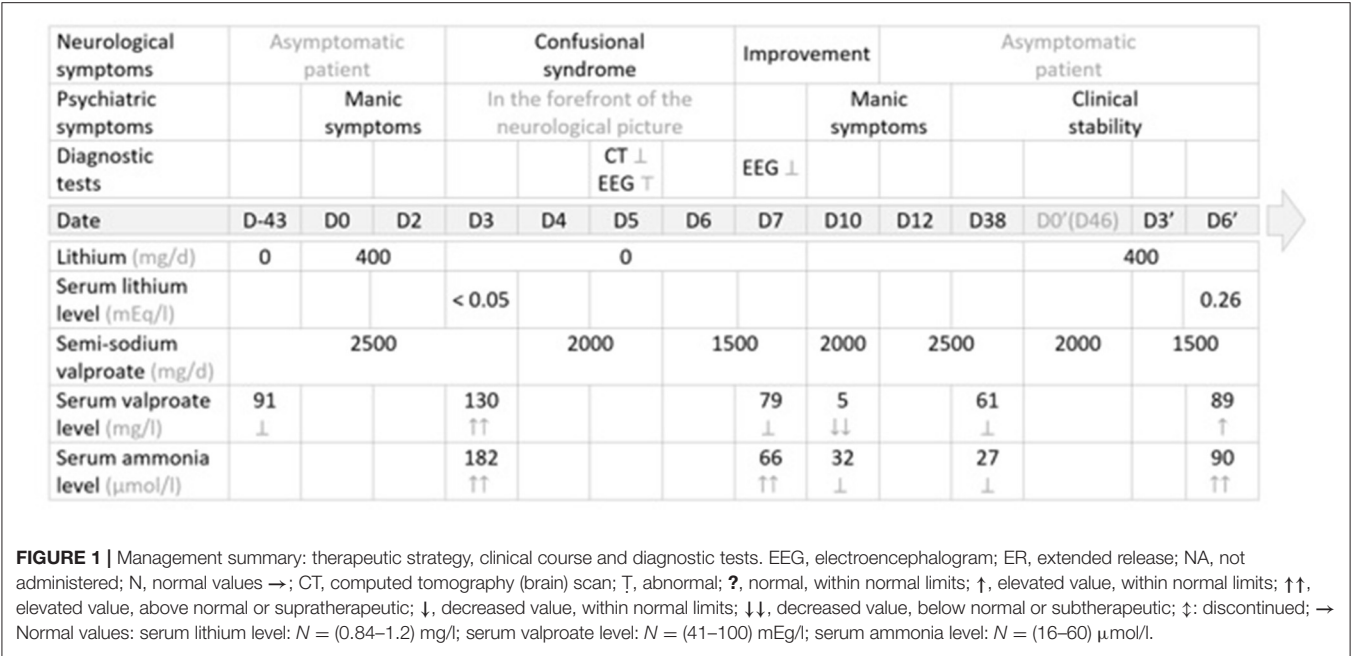 Neurological symptoms Asymptomatic patient Confusional syndrome Improvement Asymptomatic patient
Psychiatric symptoms Manic symptoms In the forefront of the neurological picture Manic symptoms Clinical stability
Diagnostic tests CT ⊥ EEG ⊤ EEG ⊥
Date D-43 D0 D2 D3 D4 D5 D6 D7 D10 D12 D38 D0'(D46) D3' D6'
Lithium (mg/d) 0 400 0 400
Serum lithium level (mEq/l) < 0.05 0.26
Semi-sodium valproate (mg/d) 2500 2000 1500 2000 2500 2000 1500
Serum valproate level (mg/l) 91 ⊥ 130 ↑↑ 79 ⊥ 5 ↓↓ 61 ⊥ 89 ↑
Serum ammonia level (µmol/l) 182 ↑↑ 66 ↑↑ 32 ⊥ 27 ⊥ 90 ↑↑
FIGURE 1 | Management summary: therapeutic strategy, clinical course and diagnostic tests. EEG, electroencephalogram; ER, extended release; NA, not
administered; N, normal values →; CT, computed tomography (brain) scan; Ṭ, abnormal; ?, normal, within normal limits; ↑, elevated value, within normal limits; ↑↑,
elevated value, above normal or supratherapeutic; ↓, decreased value, within normal limits; ↓↓, decreased value, below normal or subtherapeutic; ↕: discontinued; →
Normal values: serum lithium level: N = (0.84–1.2) mg/l; serum valproate level: N = (41–100) mEg/l; serum ammonia level: N = (16–60) µmol/l.